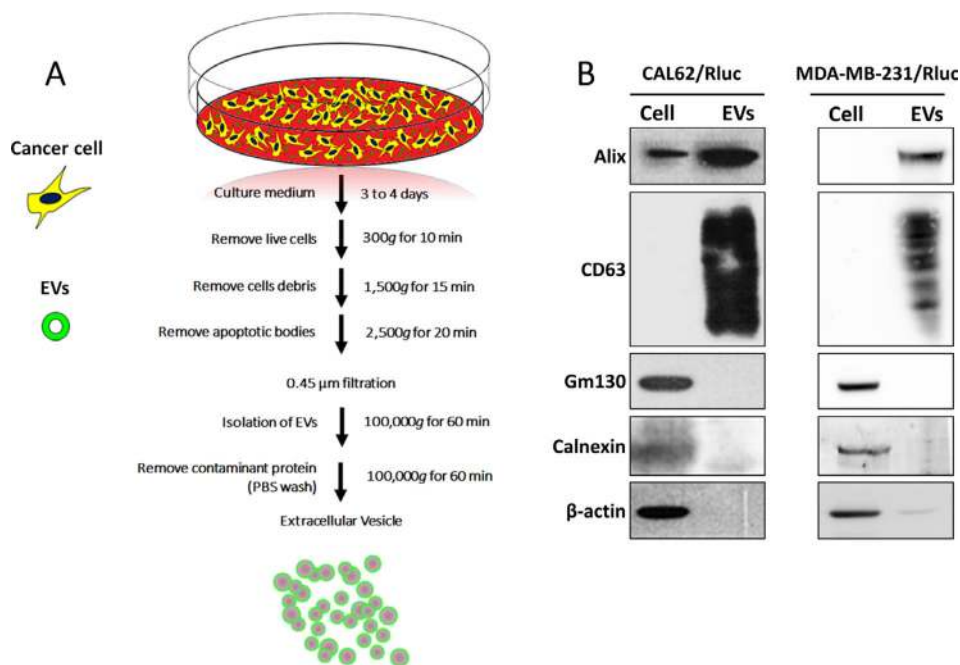 A
Cancer cell
EVs
Culture medium 3 to 4 days
Remove live cells 300g for 10 min
Remove cells debris 1,500g for 15 min
Remove apoptotic bodies 2,500g for 20 min
0.45 µm filtration
Isolation of EVs 100,000g for 60 min
Remove contaminant protein
(PBS wash) 100,000g for 60 min
Extracellular Vesicle
B
CAL62/Rluc MDA-MB-231/Rluc
Cell EVs Cell EVs
Alix
CD63
Gm130
Calnexin
β-actin